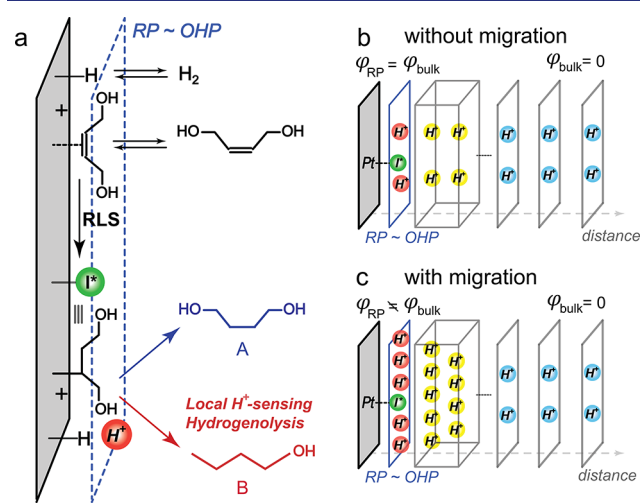 a
RP ~ OHP
H
H₂
+
OH
OH
HO
OH
RLS
I*
HO
OH
A
OH
+
OH
Local H⁺-sensing
Hydrogenolysis
H
H⁺
OH
B
b
without migration
φRP = φbulk
φbulk = 0
H⁺ H⁺ H⁺ H⁺ H⁺ H⁺
Pt I*
H⁺ H⁺ H⁺ H⁺ H⁺ H⁺
RP ~ OHP
distance
c
with migration
φRP ≍ φbulk
φbulk = 0
H⁺
H⁺
H⁺
H⁺
H⁺
H⁺
H⁺ H⁺ H⁺
H⁺
H⁺
Pt I*
H⁺
H⁺
H⁺ H⁺ H⁺
H⁺
H⁺
H⁺
RP ~ OHP
distance